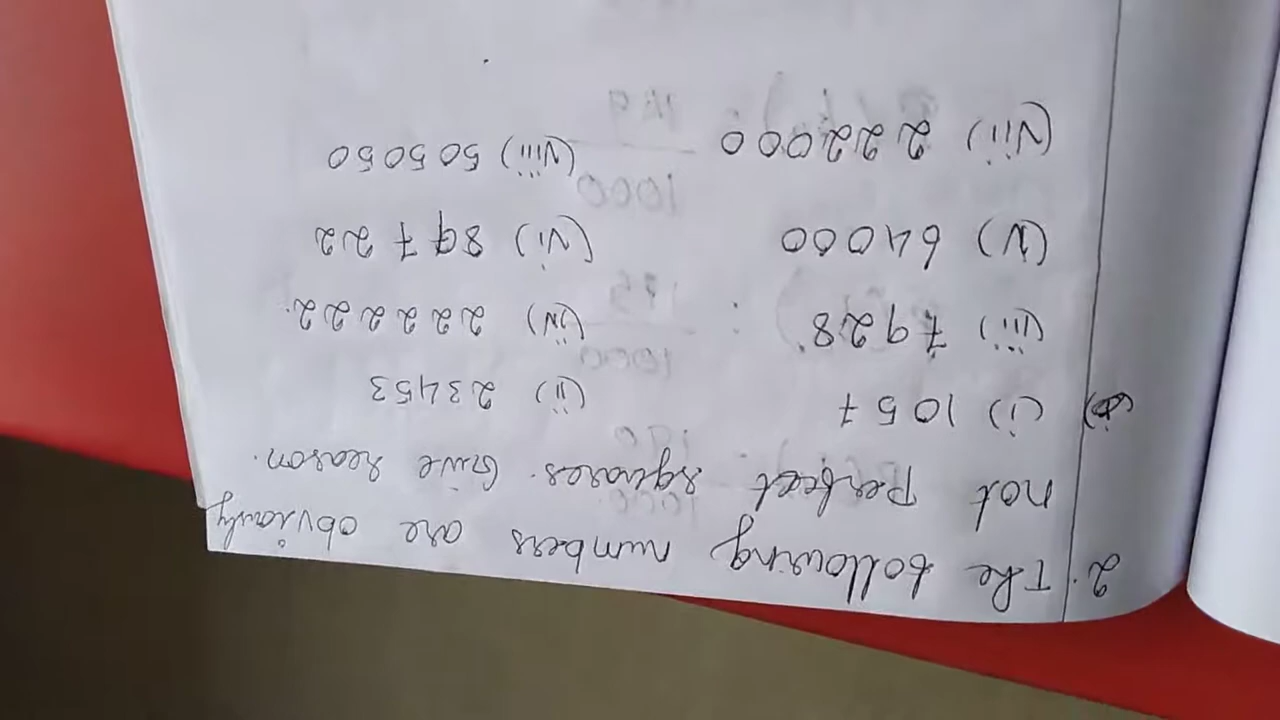 2. The following numbers are obviously
not perfect squares. Give reason.
(i) 1057 (ii) 23453
(iii) 7928 (iv) 222222
(v) 64000 (vi) 89722
(vii) 222000 (viii) 505050